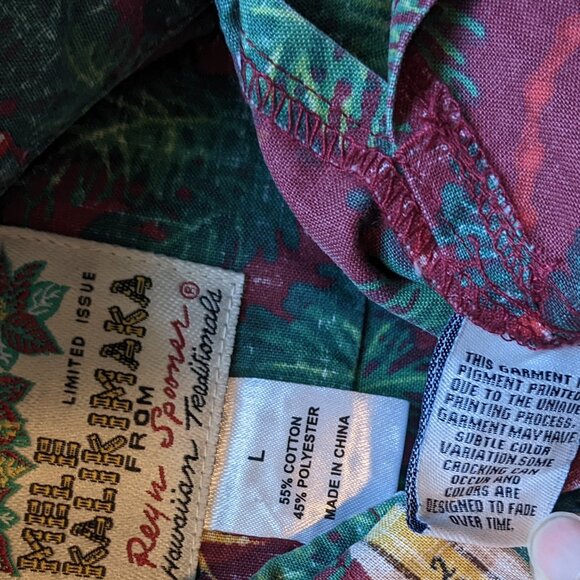 LIMITED ISSUE
MELE
KALIKIMAKA
FROM
Reyn Spooner®
Hawaiian Traditionals
L
55% COTTON
45% POLYESTER
MADE IN CHINA
THIS GARMENT
PIGMENT PRINTED
DUE TO THE UNIQUE
PRINTING PROCESS.
GARMENT MAY HAVE
SUBTLE COLOR
VARIATION SOME
CROCKING CAN
OCCUR AND
COLORS ARE
DESIGNED TO FADE
OVER TIME.